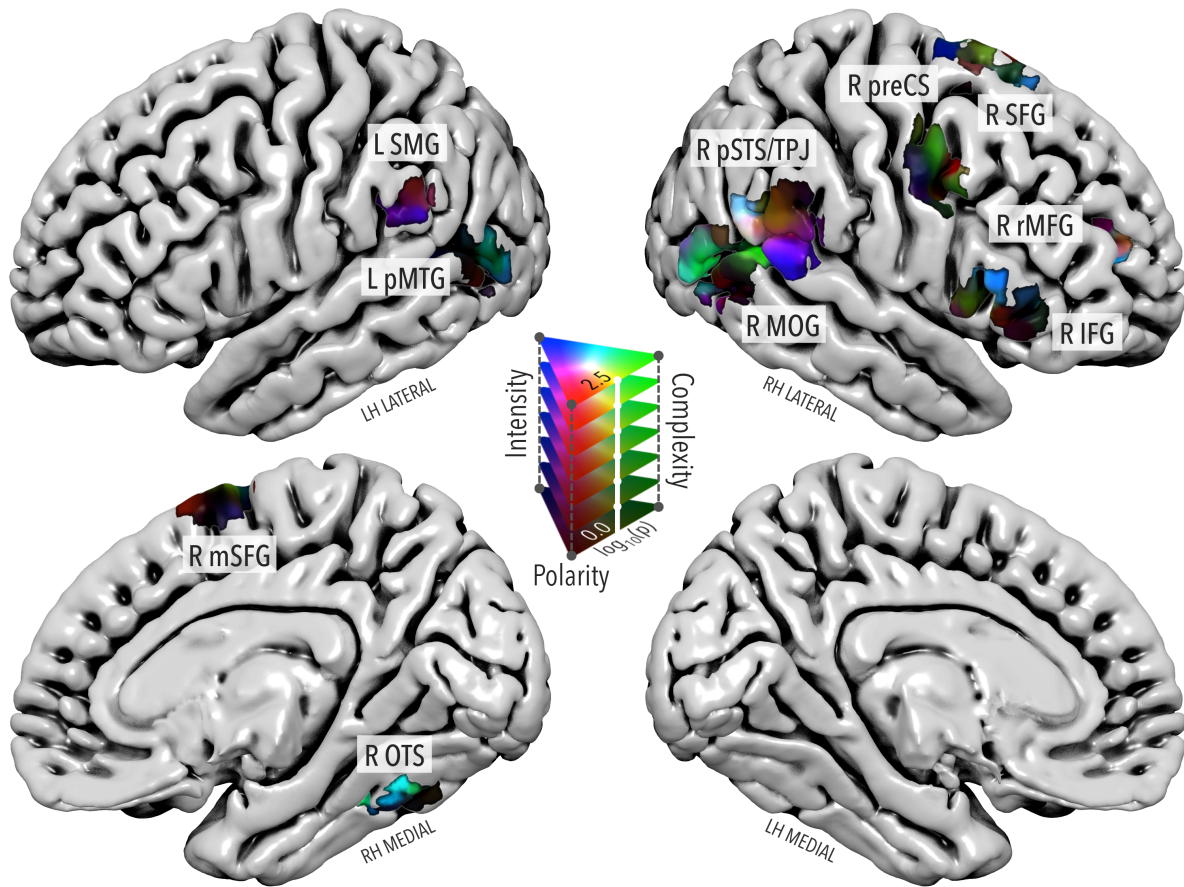 L SMG
L pMTG
LH LATERAL
R preCS
R SFG
R pSTS/TPJ
R rMFG
R MOG
R IFG
RH LATERAL
Intensity
2.5
Complexity
0.0
log10(p)
Polarity
R mSFG
R OTS
RH MEDIAL
LH MEDIAL